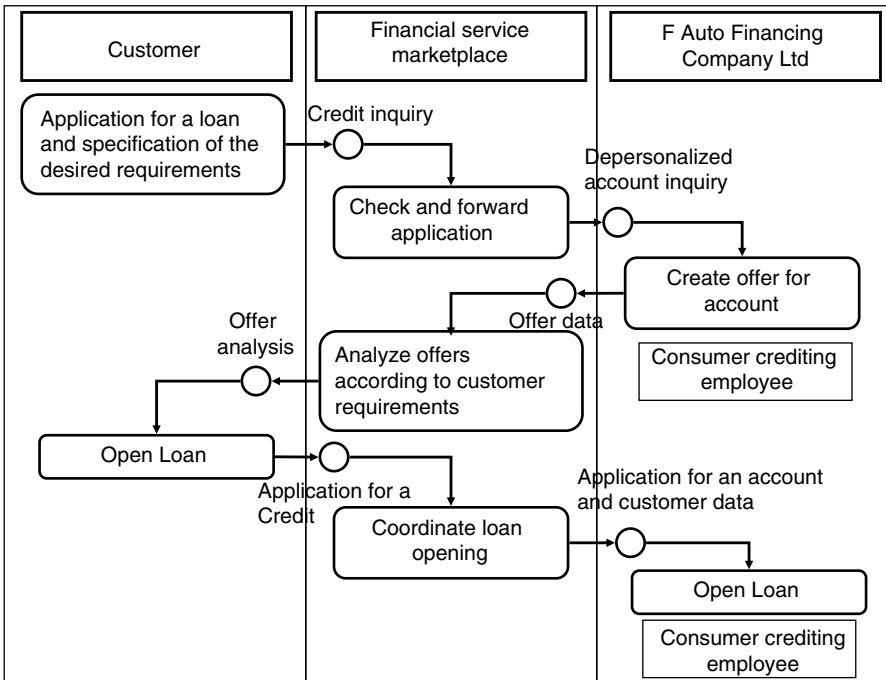 Customer
Financial service
marketplace
F Auto Financing
Company Ltd
Application for a loan
and specification of the
desired requirements
Credit inquiry
Check and forward
application
Depersonalized
account inquiry
Create offer for
account
Consumer crediting
employee
Offer data
Analyze offers
according to customer
requirements
Offer
analysis
Open Loan
Application for a
Credit
Coordinate loan
opening
Application for an account
and customer data
Open Loan
Consumer crediting
employee